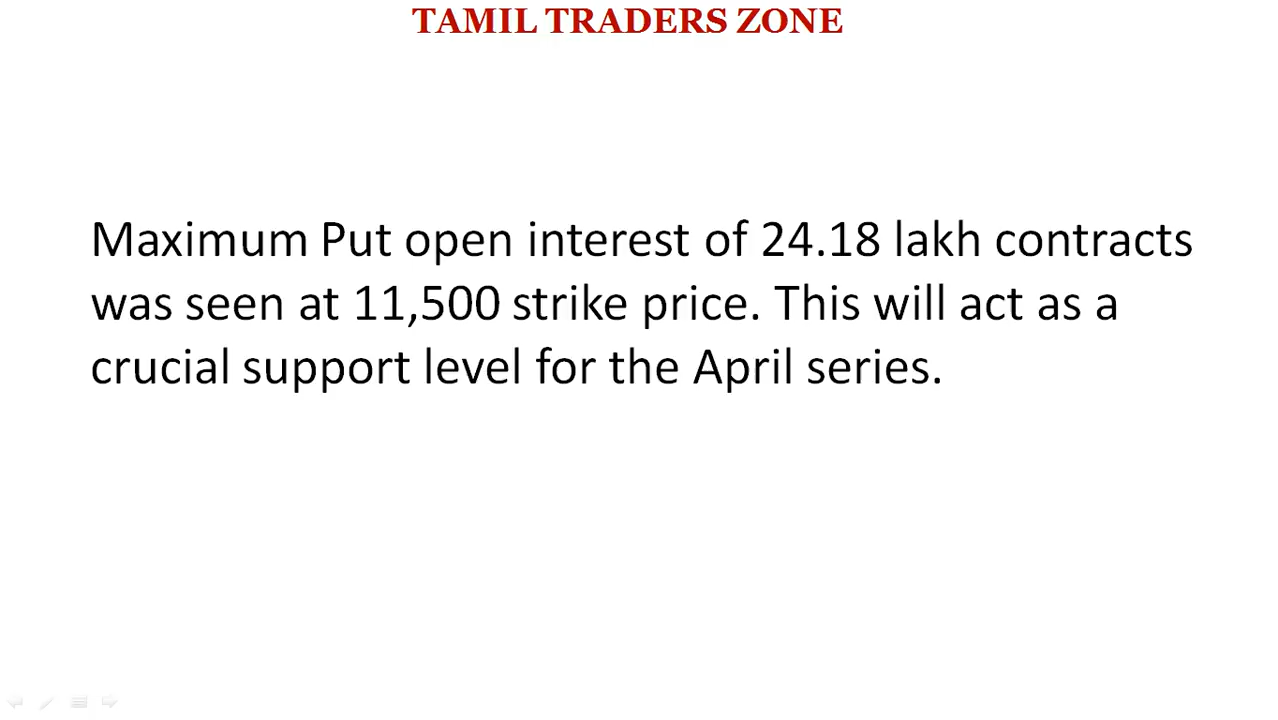 TAMIL TRADERS ZONE
Maximum Put open interest of 24.18 lakh contracts
was seen at 11,500 strike price. This will act as a
crucial support level for the April series.